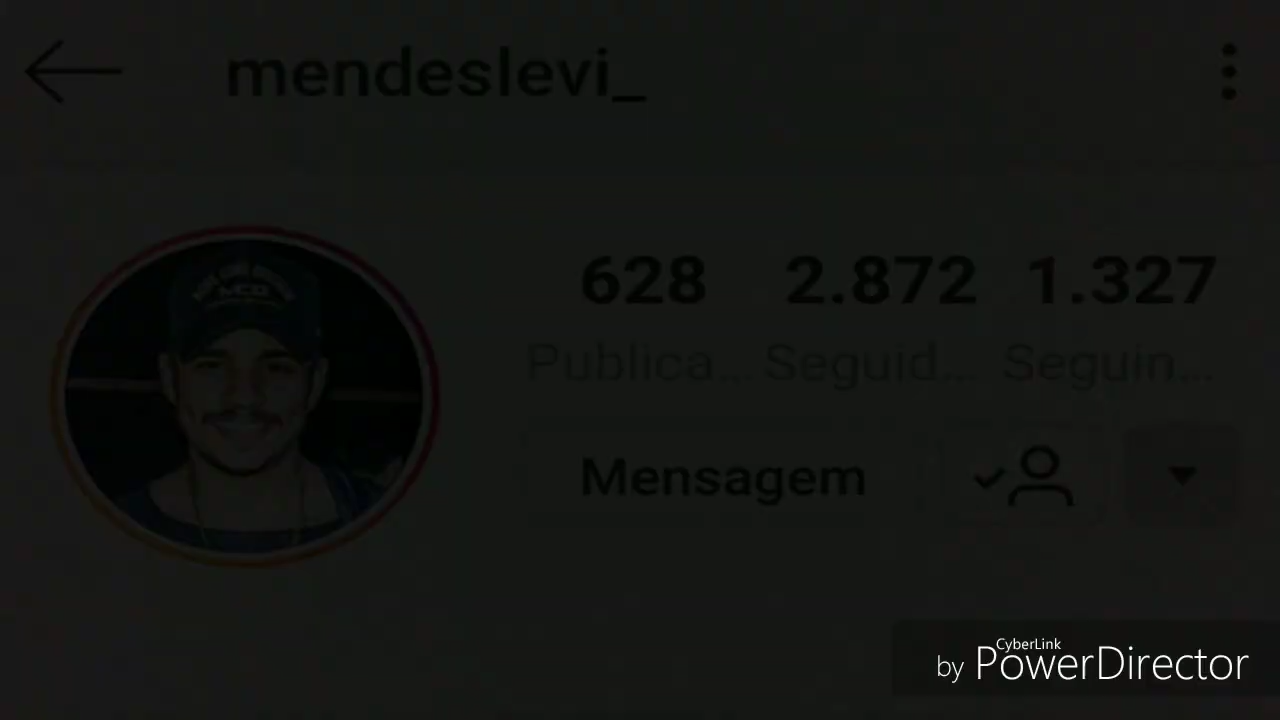 mendeslevi_
628 2.872 1.327
Publica... Seguid... Seguin...
Mensagem
CyberLink
by PowerDirector